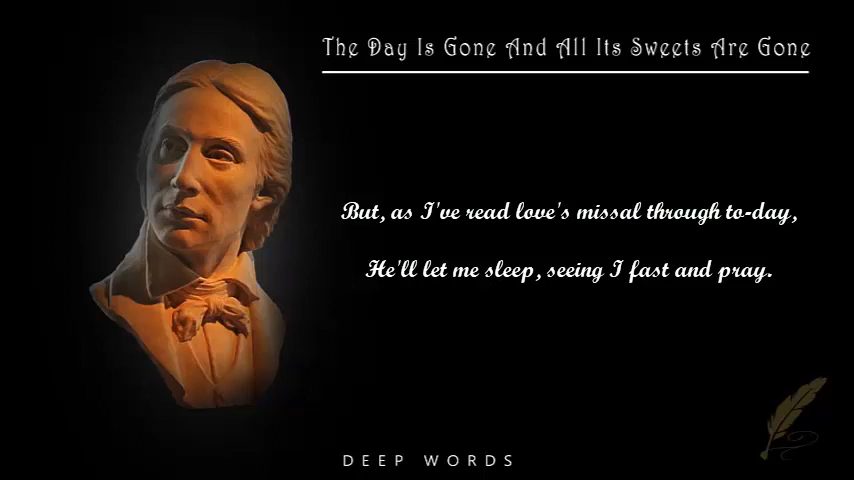 The Day Is Gone And All Its Sweets Are Gone
But, as I've read love's missal through to-day,
He'll let me sleep, seeing I fast and pray.
DEEP WORDS